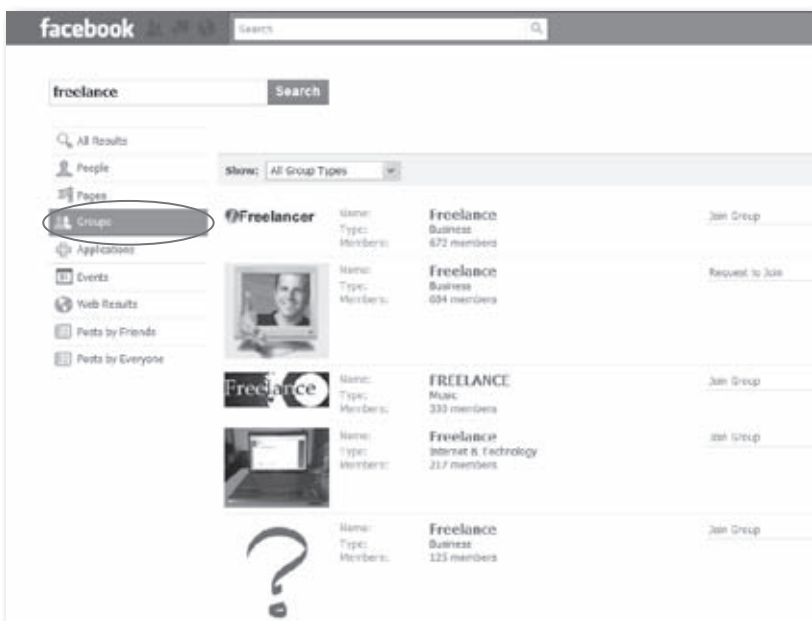 facebook
Search
freelance
Search
All Results
People
Pages
Groups
Applications
Events
Web Results
Posts by Friends
Posts by Everyone
Show: All Group Types
Freelancer
Name: Freelance Join Group
Type: Business
Members: 672 members
Name: Freelance Request to Join
Type: Business
Members: 684 members
Freelance
Name: FREELANCE Join Group
Type: Music
Members: 333 members
Name: Freelance Join Group
Type: Internet & Technology
Members: 217 members
?
Name: Freelance Join Group
Type: Business
Members: 125 members